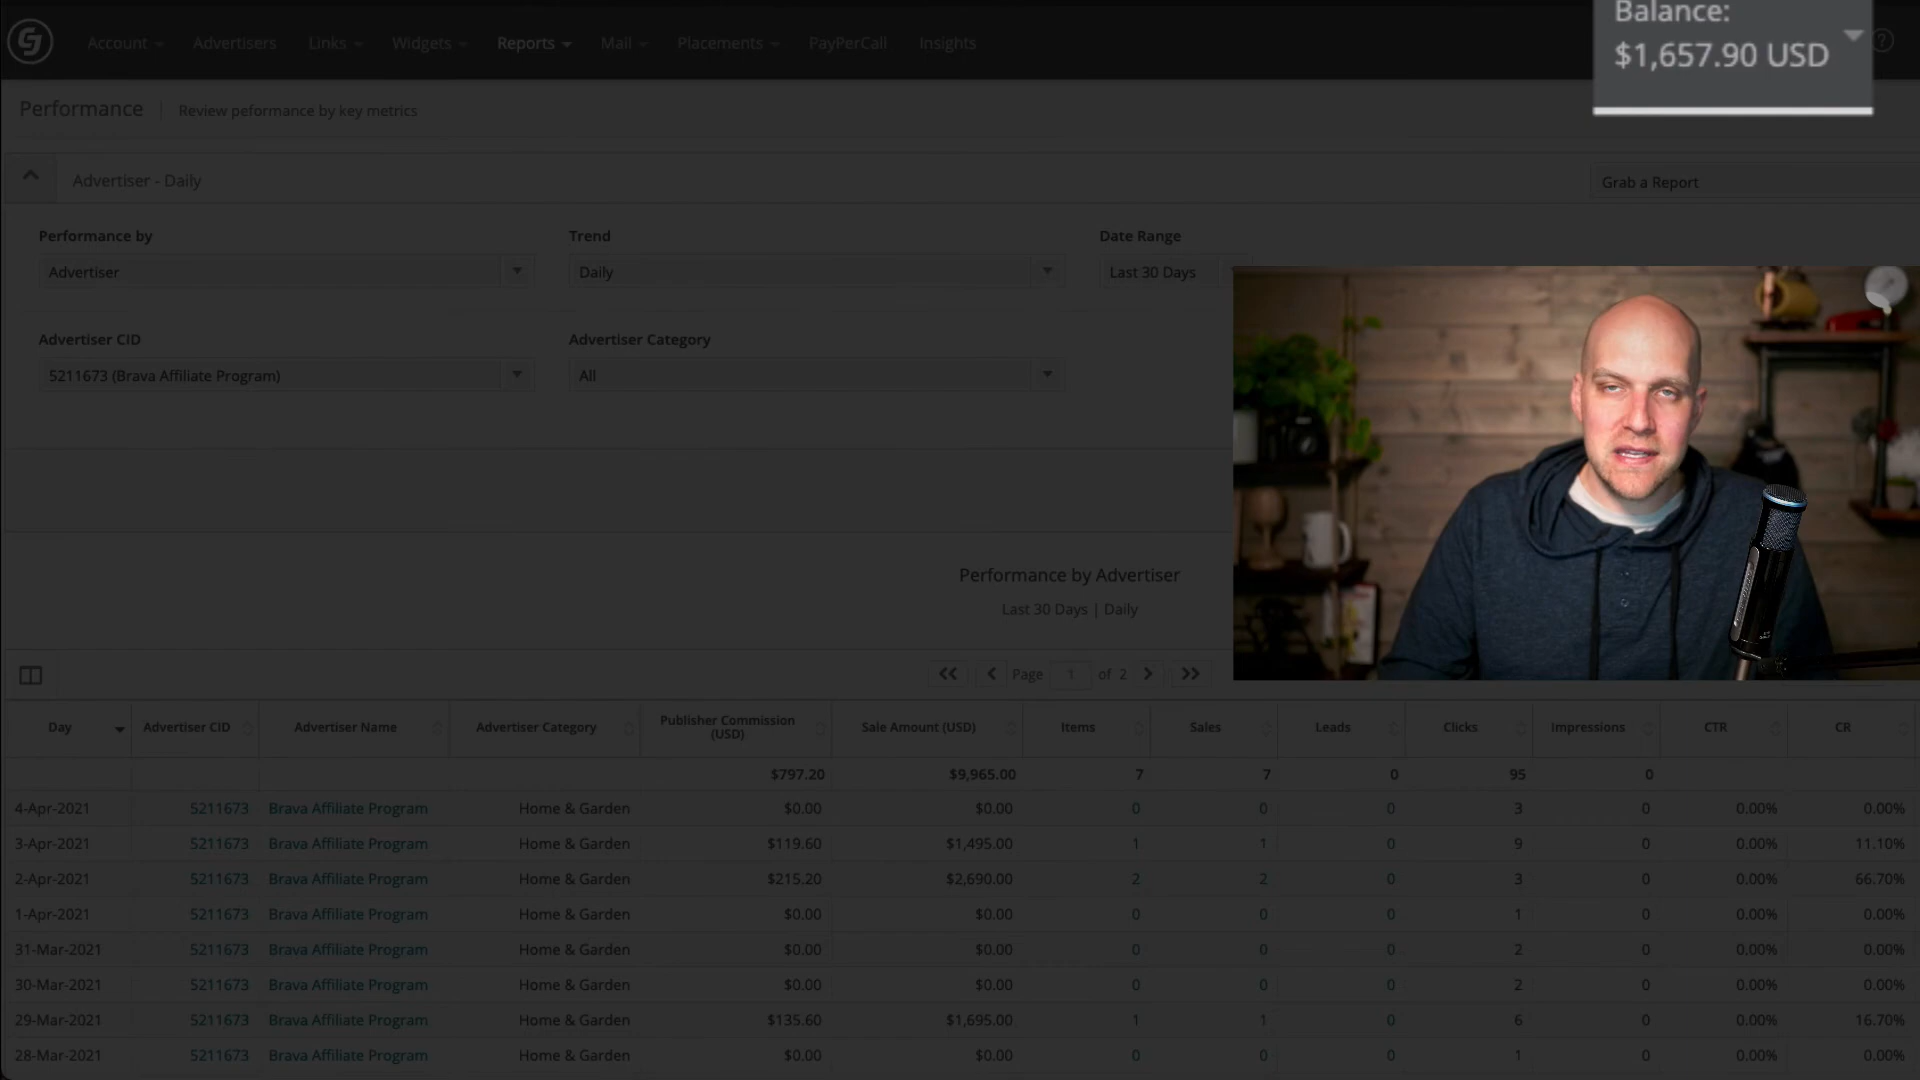 Balance:
$1,657.90 USD
Account Advertisers Links Widgets Reports Mail Placements PayPerCall Insights
Performance Review peformance by key metrics
Advertiser - Daily Grab a Report
Performance by Trend Date Range
Advertiser Daily Last 30 Days
Advertiser CID Advertiser Category
5211673 (Brava Affiliate Program) All
Performance by Advertiser
Last 30 Days | Daily
Page 1 of 2
Day Advertiser CID Advertiser Name Advertiser Category Publisher Commission (USD) Sale Amount (USD) Items Sales Leads Clicks Impressions CTR CR
$797.20 $9,965.00 7 7 0 95 0
4-Apr-2021 5211673 Brava Affiliate Program Home & Garden $0.00 $0.00 0 0 0 3 0 0.00% 0.00%
3-Apr-2021 5211673 Brava Affiliate Program Home & Garden $119.60 $1,495.00 1 1 0 9 0 0.00% 11.10%
2-Apr-2021 5211673 Brava Affiliate Program Home & Garden $215.20 $2,690.00 2 2 0 3 0 0.00% 66.70%
1-Apr-2021 5211673 Brava Affiliate Program Home & Garden $0.00 $0.00 0 0 0 1 0 0.00% 0.00%
31-Mar-2021 5211673 Brava Affiliate Program Home & Garden $0.00 $0.00 0 0 0 2 0 0.00% 0.00%
30-Mar-2021 5211673 Brava Affiliate Program Home & Garden $0.00 $0.00 0 0 0 2 0 0.00% 0.00%
29-Mar-2021 5211673 Brava Affiliate Program Home & Garden $135.60 $1,695.00 1 1 0 6 0 0.00% 16.70%
28-Mar-2021 5211673 Brava Affiliate Program Home & Garden $0.00 $0.00 0 0 0 1 0 0.00% 0.00%